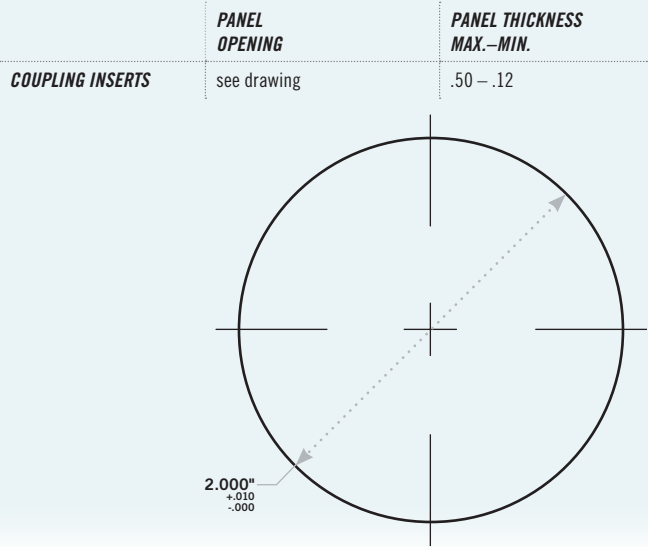 PANEL OPENING
PANEL THICKNESS MAX.–MIN.
COUPLING INSERTS
see drawing
.50 – .12
2.000"
+.010
-.000